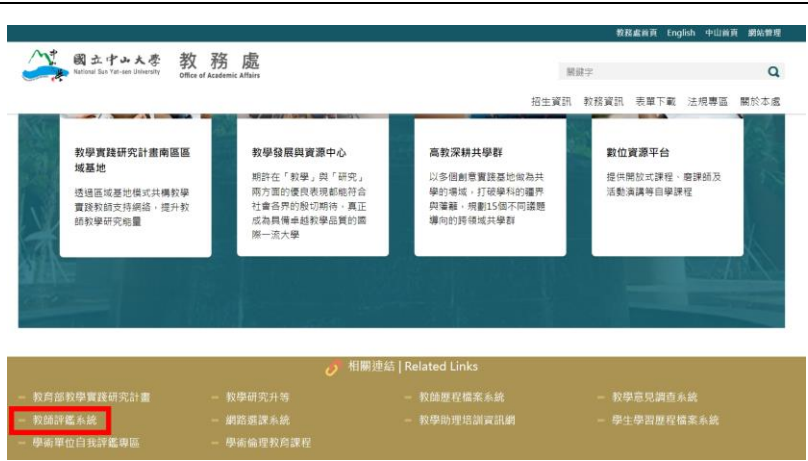 教務處首頁 English 中山首頁 網站管理
國立中山大學 教務處
National Sun Yat-sen University Office of Academic Affairs
關鍵字
招生資訊 教務資訊 表單下載 法規專區 關於本處
教學實踐研究計畫南區區域基地
透過區域基地模式共構教學
實踐教師支持網絡，提升教
師教學研究能量
教學發展與資源中心
期許在「教學」與「研究」
兩方面的優良表現都能符合
社會各界的殷切期待，真正
成為具備卓越教學品質的國
際一流大學
高教深耕共學群
以多個創意實踐基地做為共
學的場域，打破學科的疆界
與藩籬，規劃15個不同議題
導向的跨領域共學群
數位資源平台
提供開放式課程、磨課師及
活動演講等自學課程
相關連結 | Related Links
– 教育部教學實踐研究計畫 – 教學研究升等 – 教師歷程檔案系統 – 教學意見調查系統
– 教師評鑑系統 – 網路選課系統 – 教學助理培訓資訊網 – 學生學習歷程檔案系統
– 學術單位自我評鑑專區 – 學術倫理教育課程